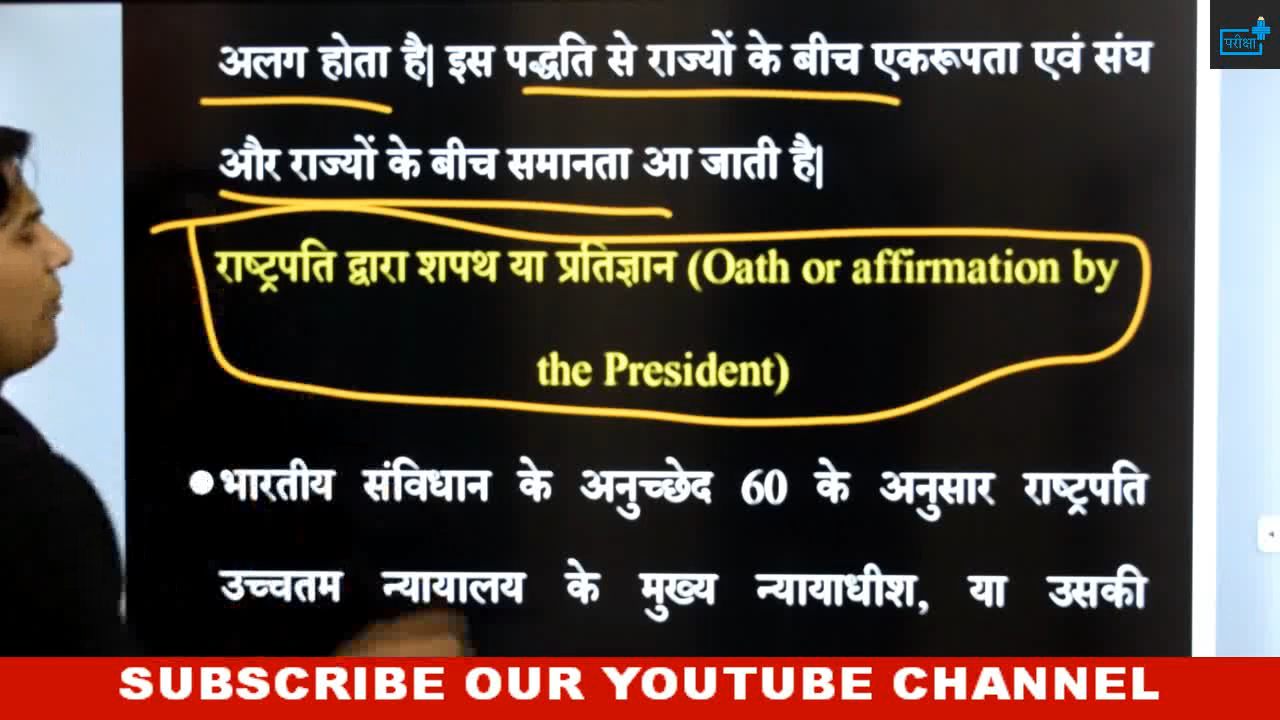 परीक्षा
अलग होता है| इस पद्धति से राज्यों के बीच एकरूपता एवं संघ
और राज्यों के बीच समानता आ जाती है|
राष्ट्रपति द्वारा शपथ या प्रतिज्ञान (Oath or affirmation by
the President)
भारतीय संविधान के अनुच्छेद 60 के अनुसार राष्ट्रपति
उच्चतम न्यायालय के मुख्य न्यायाधीश, या उसकी
SUBSCRIBE OUR YOUTUBE CHANNEL